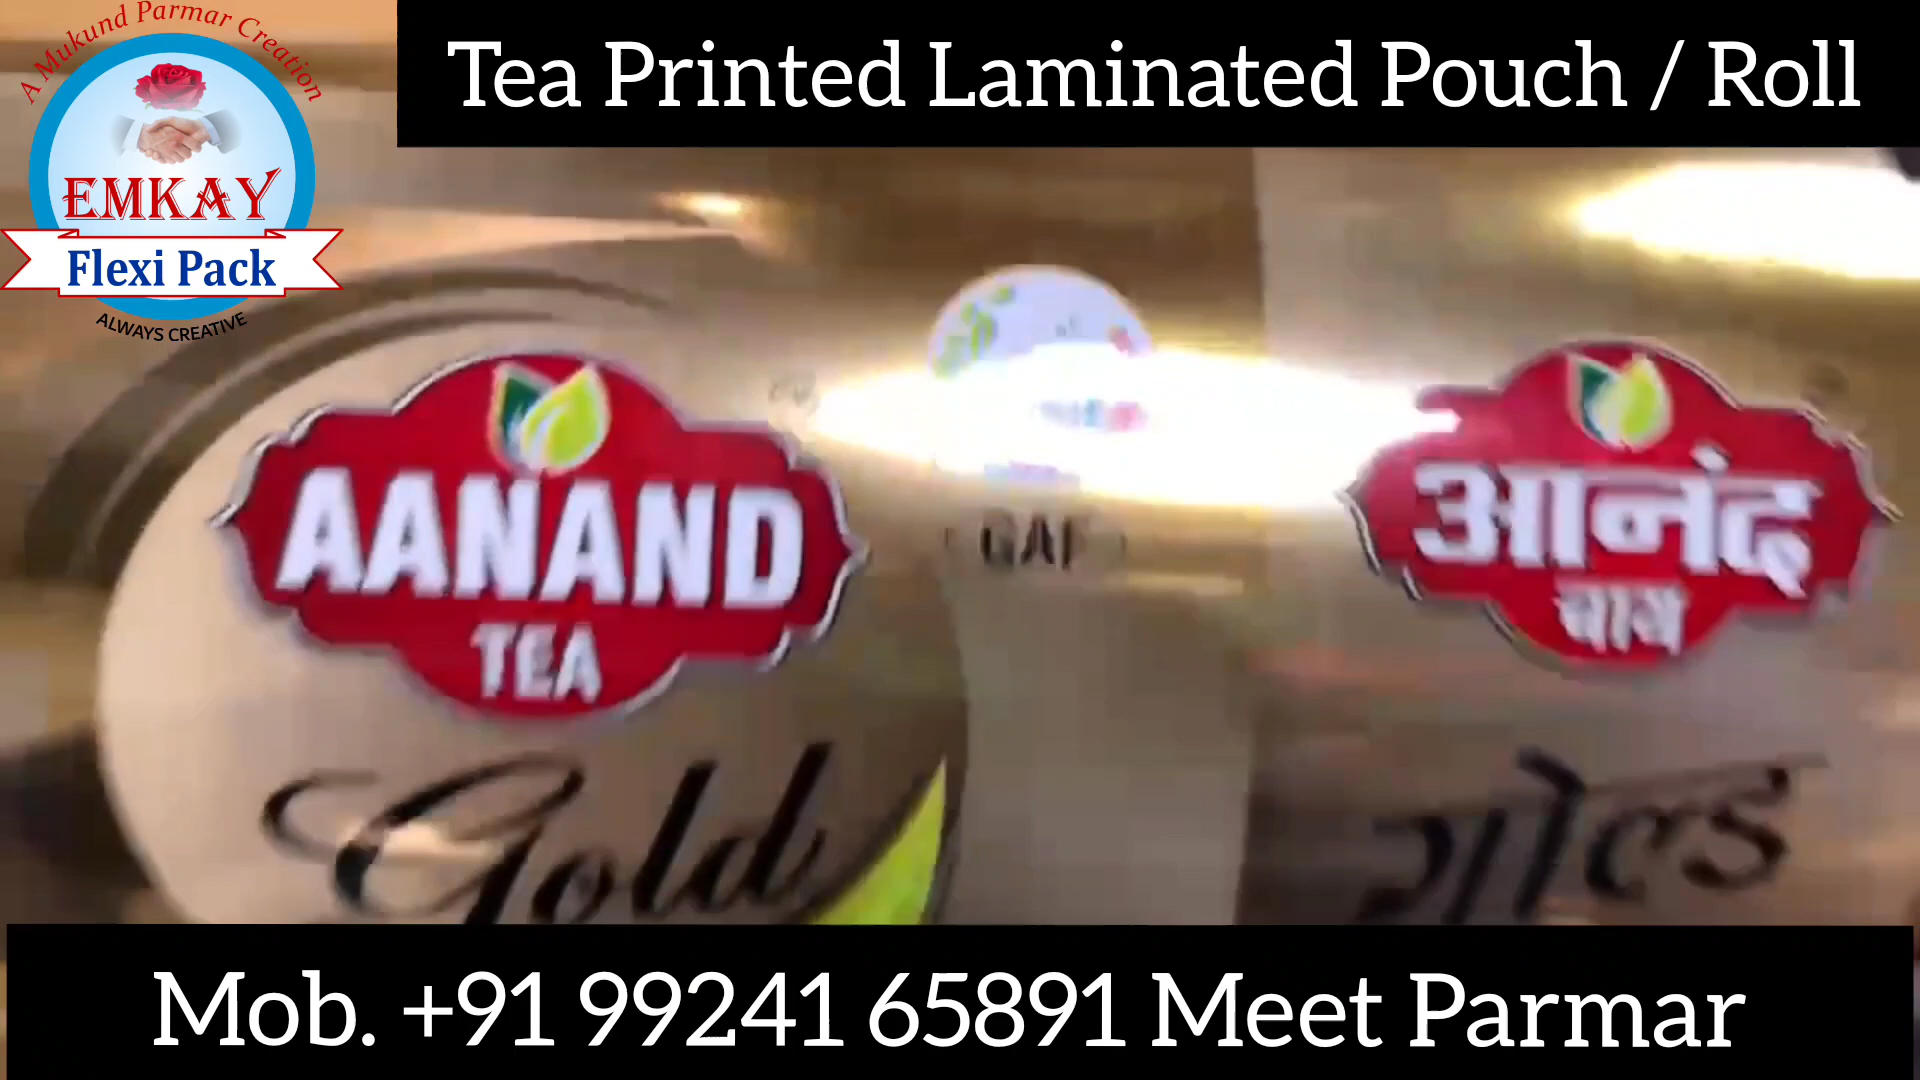 A Mukund Parmar Creation
EMKAY
Flexi Pack
ALWAYS CREATIVE
Tea Printed Laminated Pouch / Roll
AANAND
TEA
Gold
आनंद
चाय
गोल्ड
Mob. +91 99241 65891 Meet Parmar